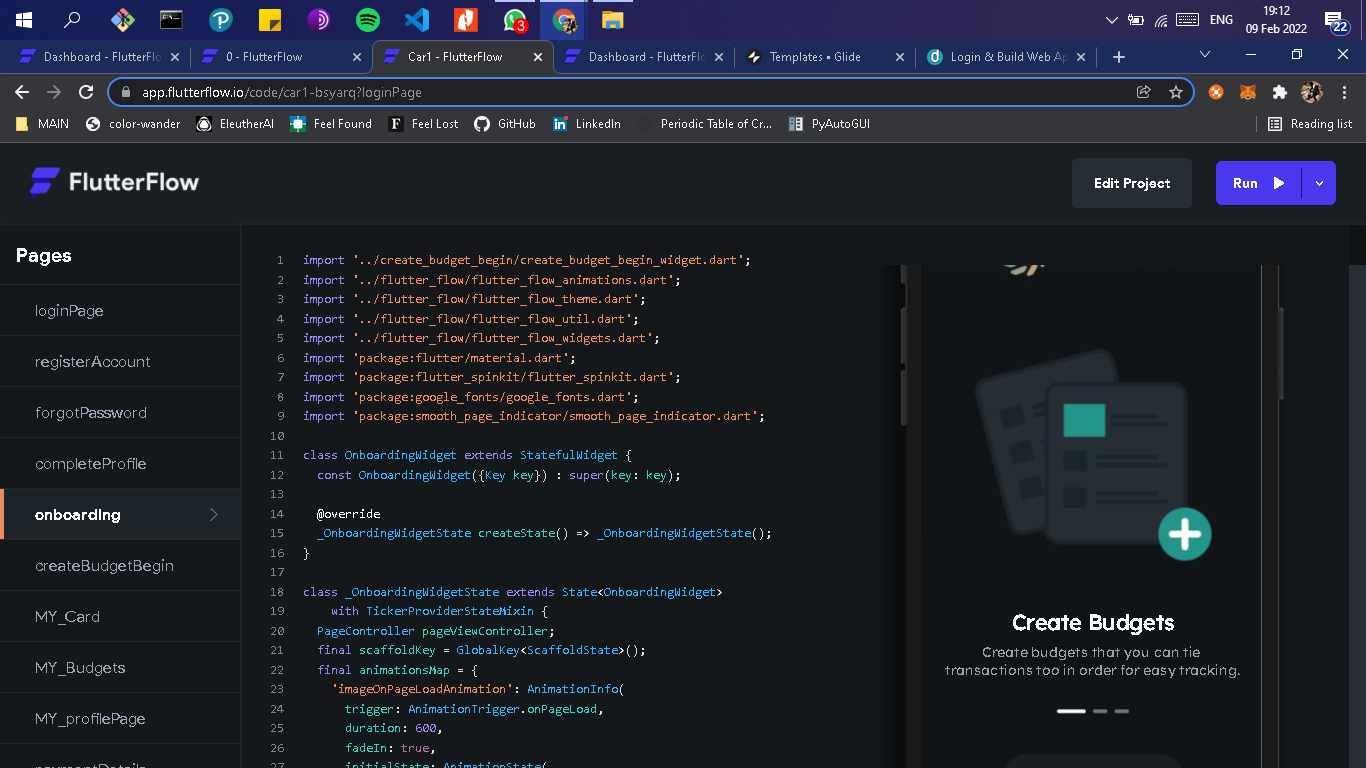 3
ENG
19:12
09 Feb 2022
22
Dashboard - FlutterFlo
0 - FlutterFlow
Car1 - FlutterFlow
Dashboard - FlutterFlo
Templates • Glide
Login & Build Web Ap
app.flutterflow.io/code/car1-bsyarq?loginPage
MAIN
color-wander
EleutherAI
Feel Found
Feel Lost
GitHub
LinkedIn
Periodic Table of Cr...
PyAutoGUI
Reading list
FlutterFlow
Edit Project
Run
Pages
loginPage
registerAccount
forgotPassword
completeProfile
onboarding
createBudgetBegin
MY_Card
MY_Budgets
MY_profilePage
paymentDetails
1 import '../create_budget_begin/create_budget_begin_widget.dart';
2 import '../flutter_flow/flutter_flow_animations.dart';
3 import '../flutter_flow/flutter_flow_theme.dart';
4 import '../flutter_flow/flutter_flow_util.dart';
5 import '../flutter_flow/flutter_flow_widgets.dart';
6 import 'package:flutter/material.dart';
7 import 'package:flutter_spinkit/flutter_spinkit.dart';
8 import 'package:google_fonts/google_fonts.dart';
9 import 'package:smooth_page_indicator/smooth_page_indicator.dart';
10
11 class OnboardingWidget extends StatefulWidget {
12 const OnboardingWidget({Key key}) : super(key: key);
13
14 @override
15 _OnboardingWidgetState createState() => _OnboardingWidgetState();
16 }
17
18 class _OnboardingWidgetState extends State<OnboardingWidget>
19 with TickerProviderStateMixin {
20 PageController pageViewController;
21 final scaffoldKey = GlobalKey<ScaffoldState>();
22 final animationsMap = {
23 'imageOnPageLoadAnimation': AnimationInfo(
24 trigger: AnimationTrigger.onPageLoad,
25 duration: 600,
26 fadeIn: true,
27 initialState: AnimationState(
Create Budgets
Create budgets that you can tie
transactions too in order for easy tracking.